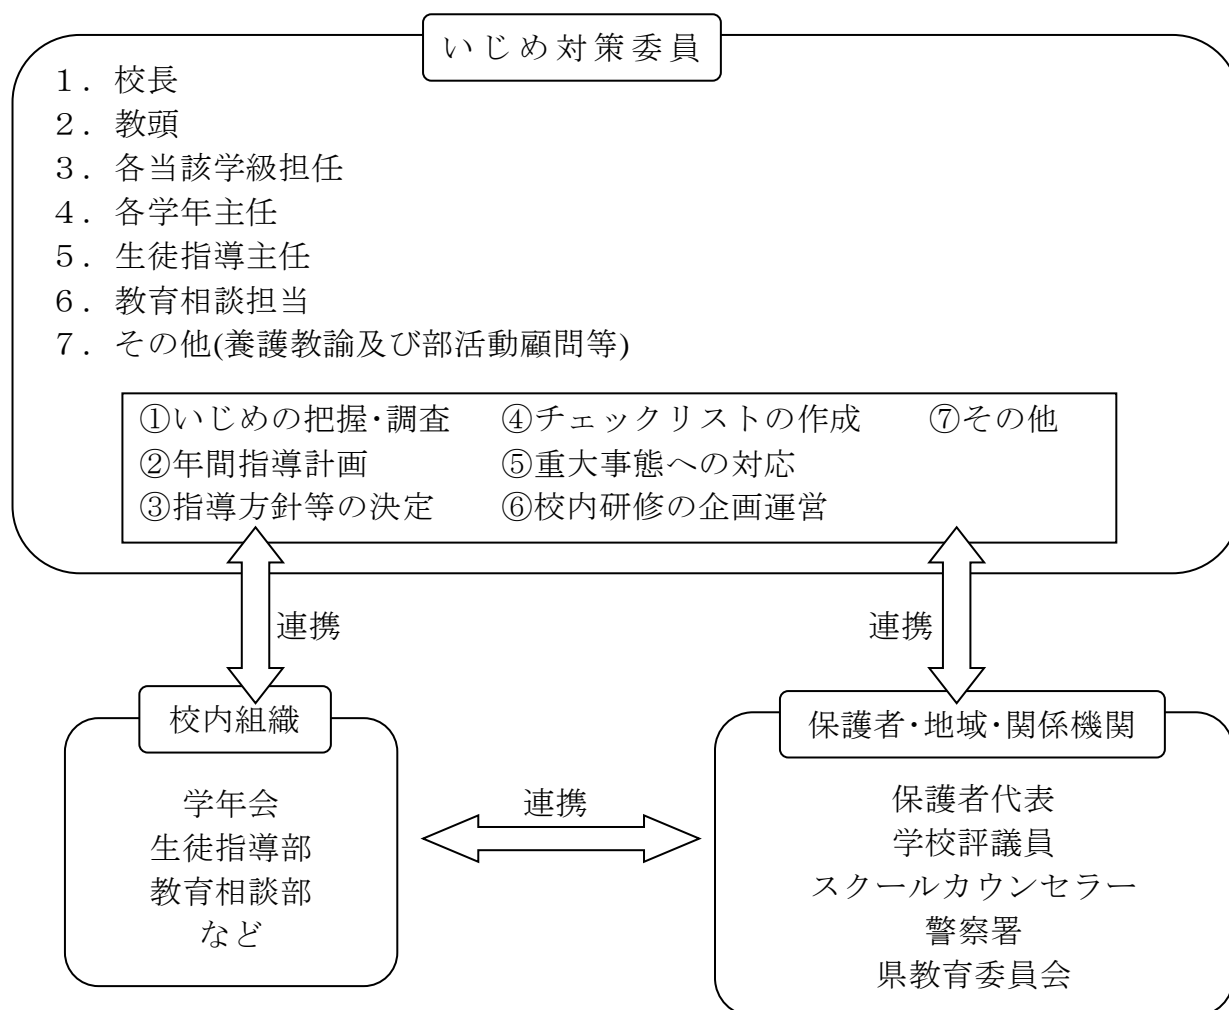 いじめ対策委員
１．校長
２．教頭
３．各当該学級担任
４．各学年主任
５．生徒指導主任
６．教育相談担当
７．その他(養護教諭及び部活動顧問等)
①いじめの把握･調査 ④チェックリストの作成 ⑦その他
②年間指導計画 ⑤重大事態への対応
③指導方針等の決定 ⑥校内研修の企画運営
連携 連携
校内組織
学年会
生徒指導部
教育相談部
など
連携
保護者･地域･関係機関
保護者代表
学校評議員
スクールカウンセラー
警察署
県教育委員会